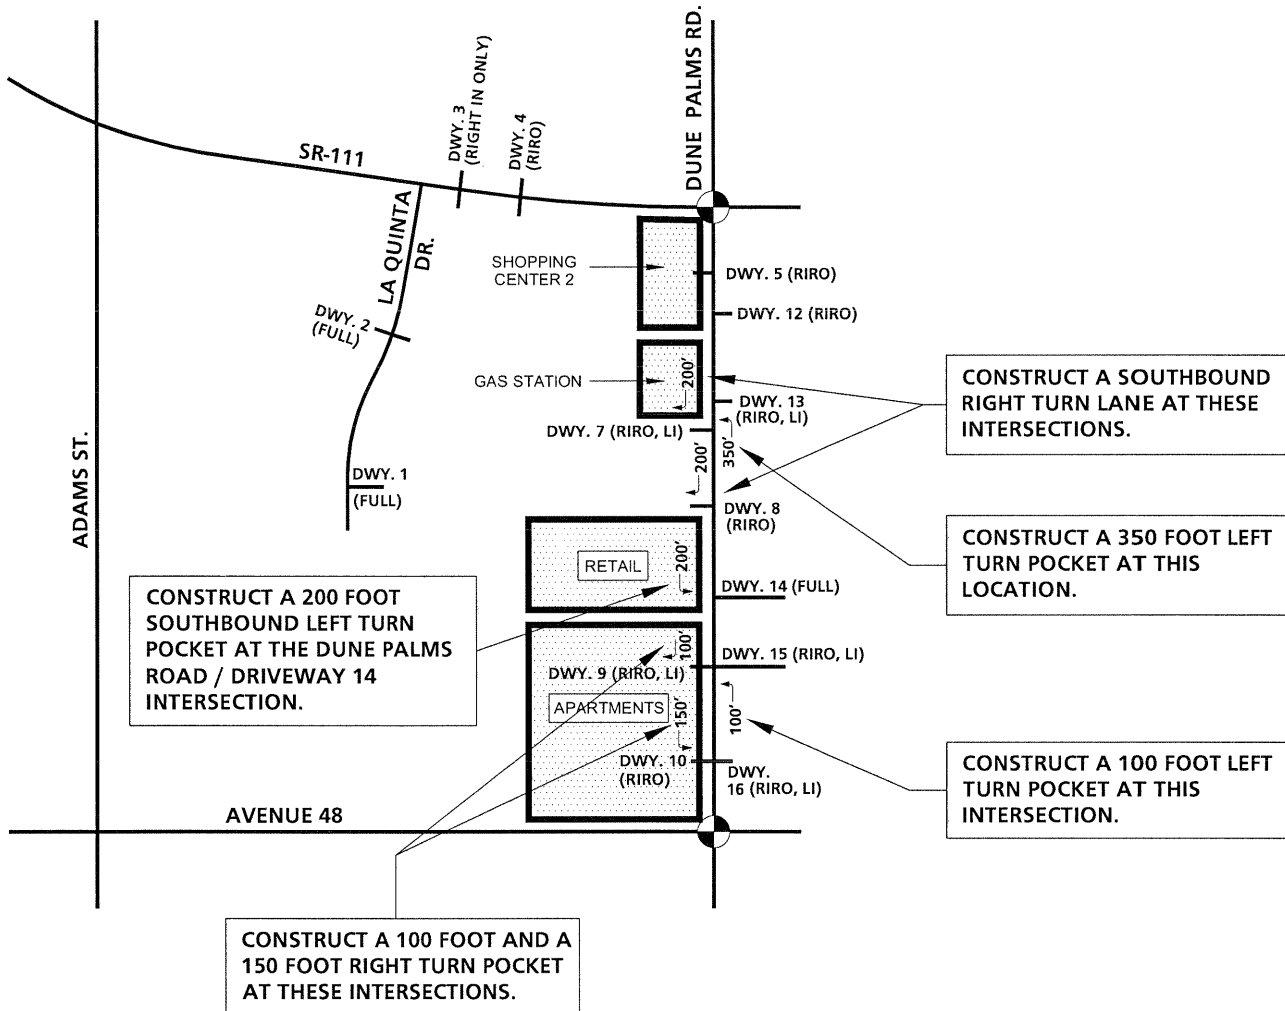 DUNE PALMS RD.
DWY. 3
(RIGHT IN ONLY)
DWY. 4
(RIRO)
SR-111
LA QUINTA
DR.
SHOPPING
CENTER 2
DWY. 5 (RIRO)
DWY. 12 (RIRO)
DWY. 2
(FULL)
GAS STATION
200'
DWY. 13
(RIRO, LI)
DWY. 7 (RIRO, LI)
200'
350'
CONSTRUCT A SOUTHBOUND
RIGHT TURN LANE AT THESE
INTERSECTIONS.
ADAMS ST.
DWY. 1
(FULL)
DWY. 8
(RIRO)
CONSTRUCT A 350 FOOT LEFT
TURN POCKET AT THIS
LOCATION.
RETAIL
200'
DWY. 14 (FULL)
CONSTRUCT A 200 FOOT
SOUTHBOUND LEFT TURN
POCKET AT THE DUNE PALMS
ROAD / DRIVEWAY 14
INTERSECTION.
100'
DWY. 15 (RIRO, LI)
DWY. 9 (RIRO, LI)
APARTMENTS
150'
100'
DWY. 10
(RIRO)
DWY.
16 (RIRO, LI)
CONSTRUCT A 100 FOOT LEFT
TURN POCKET AT THIS
INTERSECTION.
AVENUE 48
CONSTRUCT A 100 FOOT AND A
150 FOOT RIGHT TURN POCKET
AT THESE INTERSECTIONS.